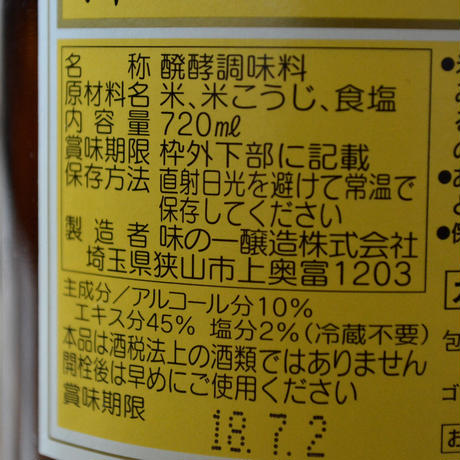 名称 醗酵調味料
原材料名 米、米こうじ、食塩
内容量 720ml
賞味期限 枠外下部に記載
保存方法 直射日光を避けて常温で
保存してください
製造者 味の一醸造株式会社
埼玉県狭山市上奥富1203
主成分/アルコール分10%
エキス分45% 塩分2%(冷蔵不要)
本品は酒税法上の酒類ではありません
開栓後は早めにご使用ください
賞味期限
18.7.2